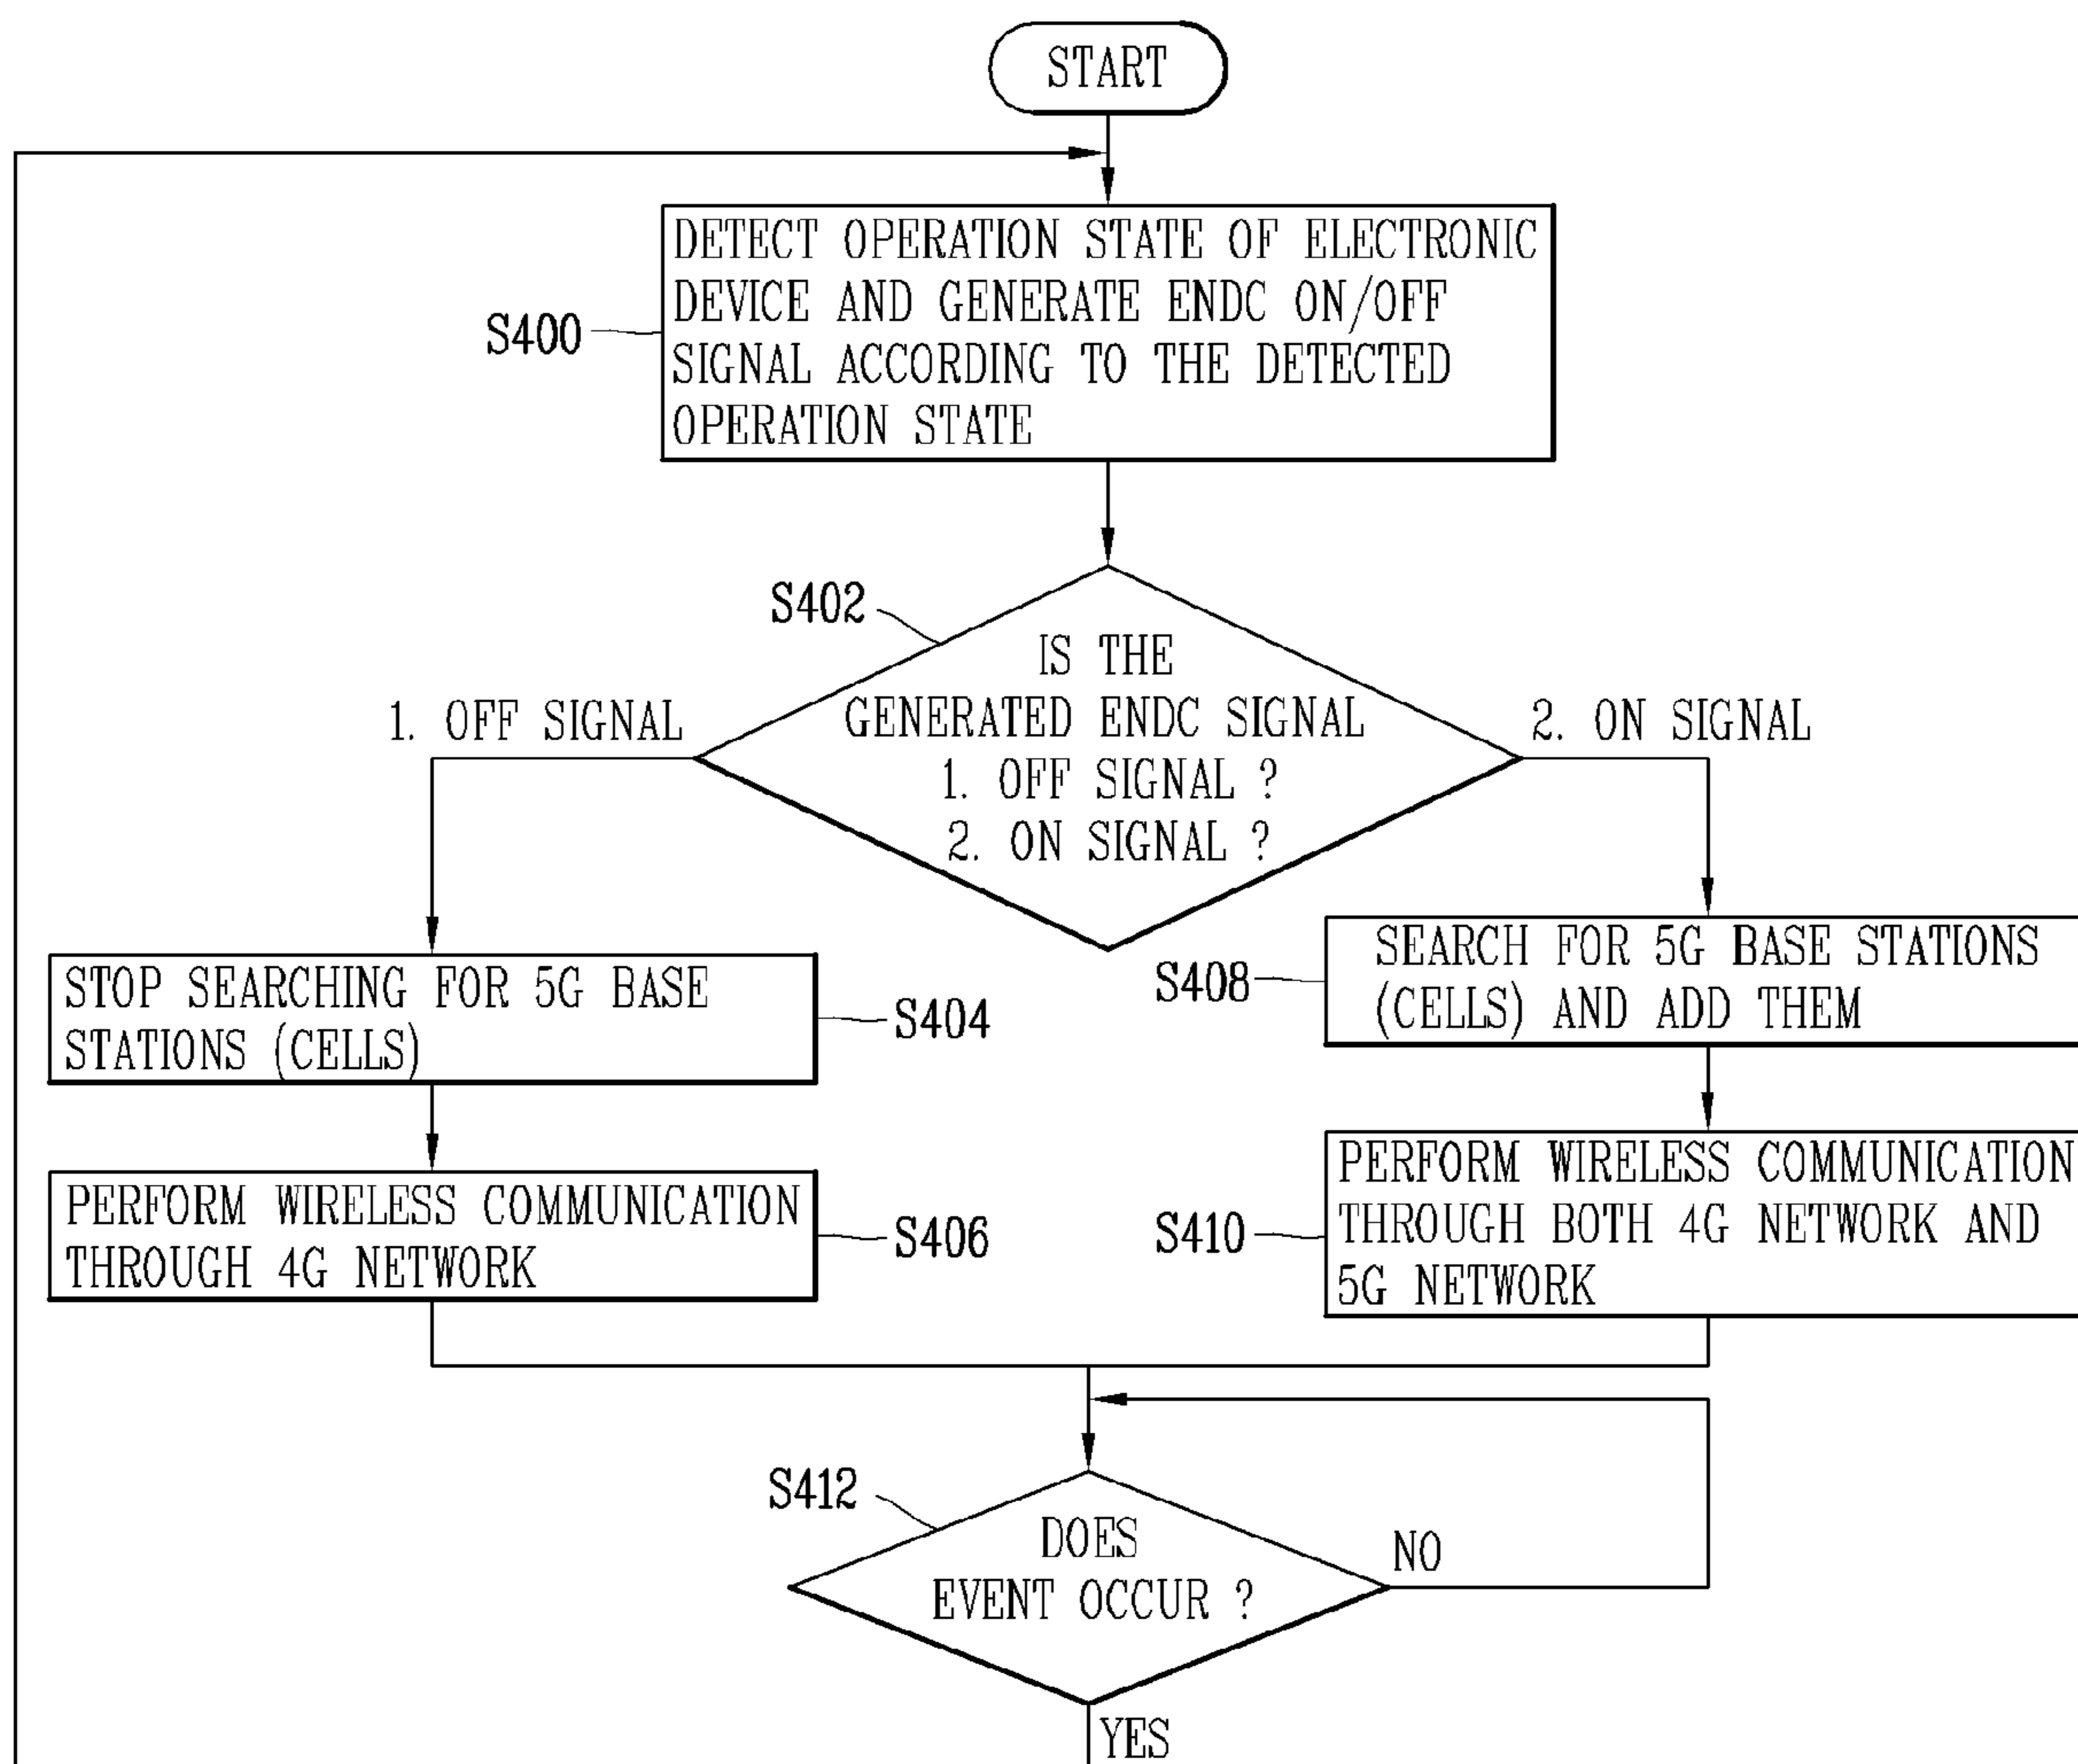 START
DETECT OPERATION STATE OF ELECTRONIC
DEVICE AND GENERATE ENDC ON/OFF
SIGNAL ACCORDING TO THE DETECTED
OPERATION STATE
S400
S402
IS THE
GENERATED ENDC SIGNAL
1. OFF SIGNAL ?
2. ON SIGNAL ?
1. OFF SIGNAL
2. ON SIGNAL
STOP SEARCHING FOR 5G BASE
STATIONS (CELLS)
S404
S408
SEARCH FOR 5G BASE STATIONS
(CELLS) AND ADD THEM
PERFORM WIRELESS COMMUNICATION
THROUGH 4G NETWORK
S406
S410
PERFORM WIRELESS COMMUNICATION
THROUGH BOTH 4G NETWORK AND
5G NETWORK
S412
DOES
EVENT OCCUR ?
NO
YES